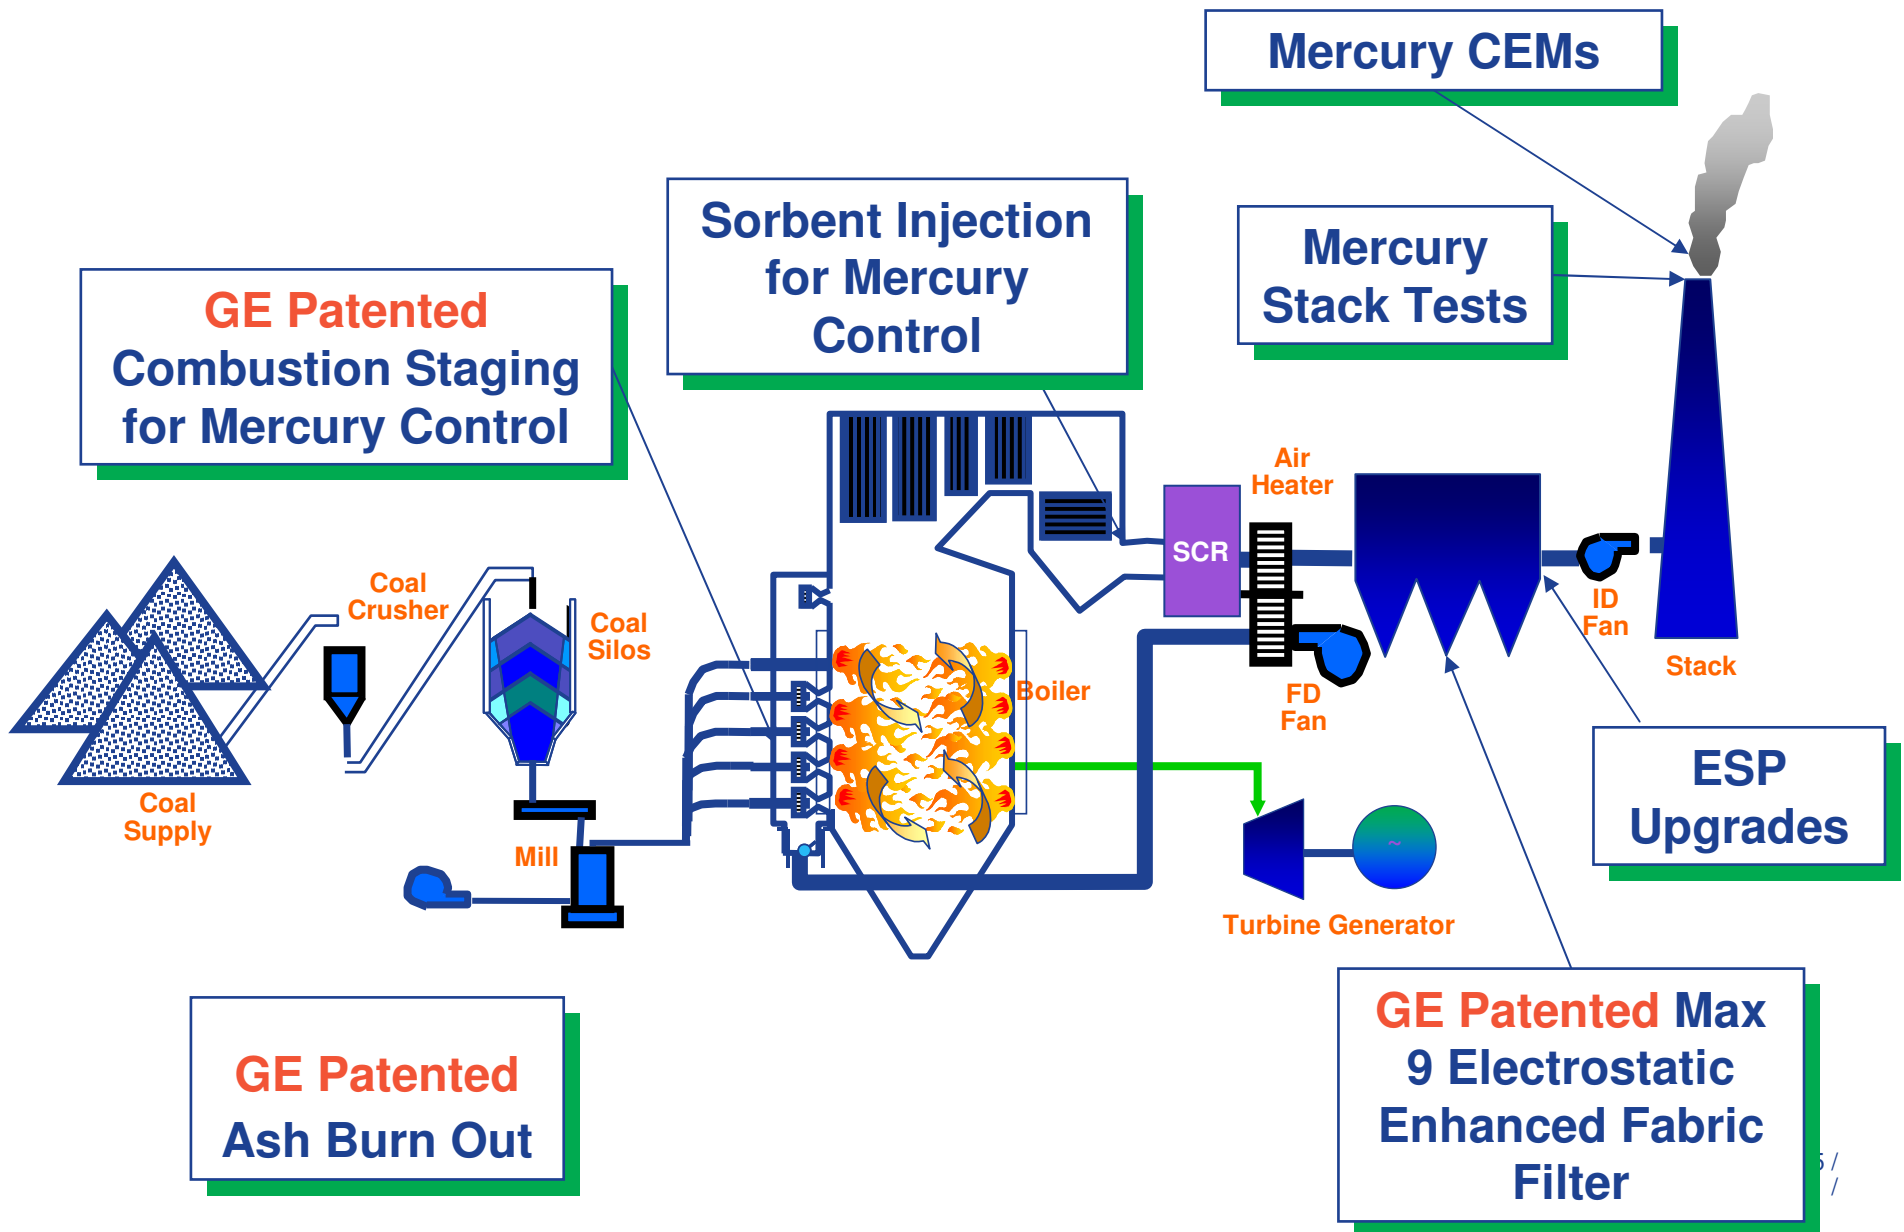 Mercury CEMs
Sorbent Injection
for Mercury
Control
Mercury
Stack Tests
GE Patented
Combustion Staging
for Mercury Control
Air
Heater
SCR
Coal
Crusher
Coal
Silos
ID
Fan
Stack
Boiler
FD
Fan
Coal
Supply
Mill
ESP
Upgrades
~
Turbine Generator
GE Patented
Ash Burn Out
GE Patented Max
9 Electrostatic
Enhanced Fabric
Filter
/
/